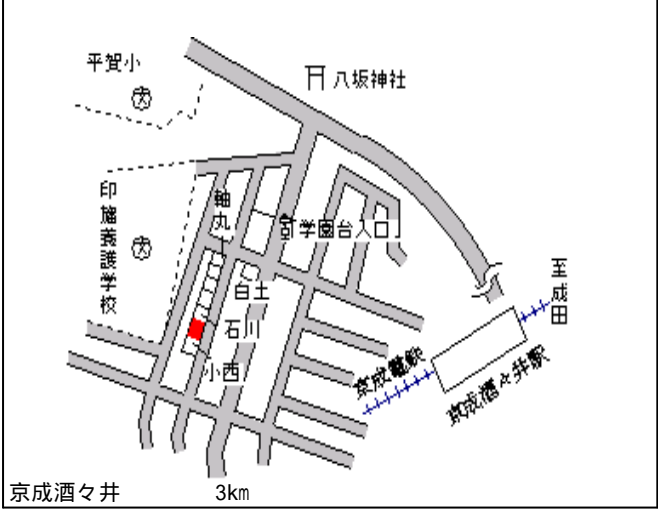 平賀小
八坂神社
印旛養護学校
軸丸
「学園台入口」
白土
石川
小西
至成田
京成電鉄
京成酒々井駅
京成酒々井 3km